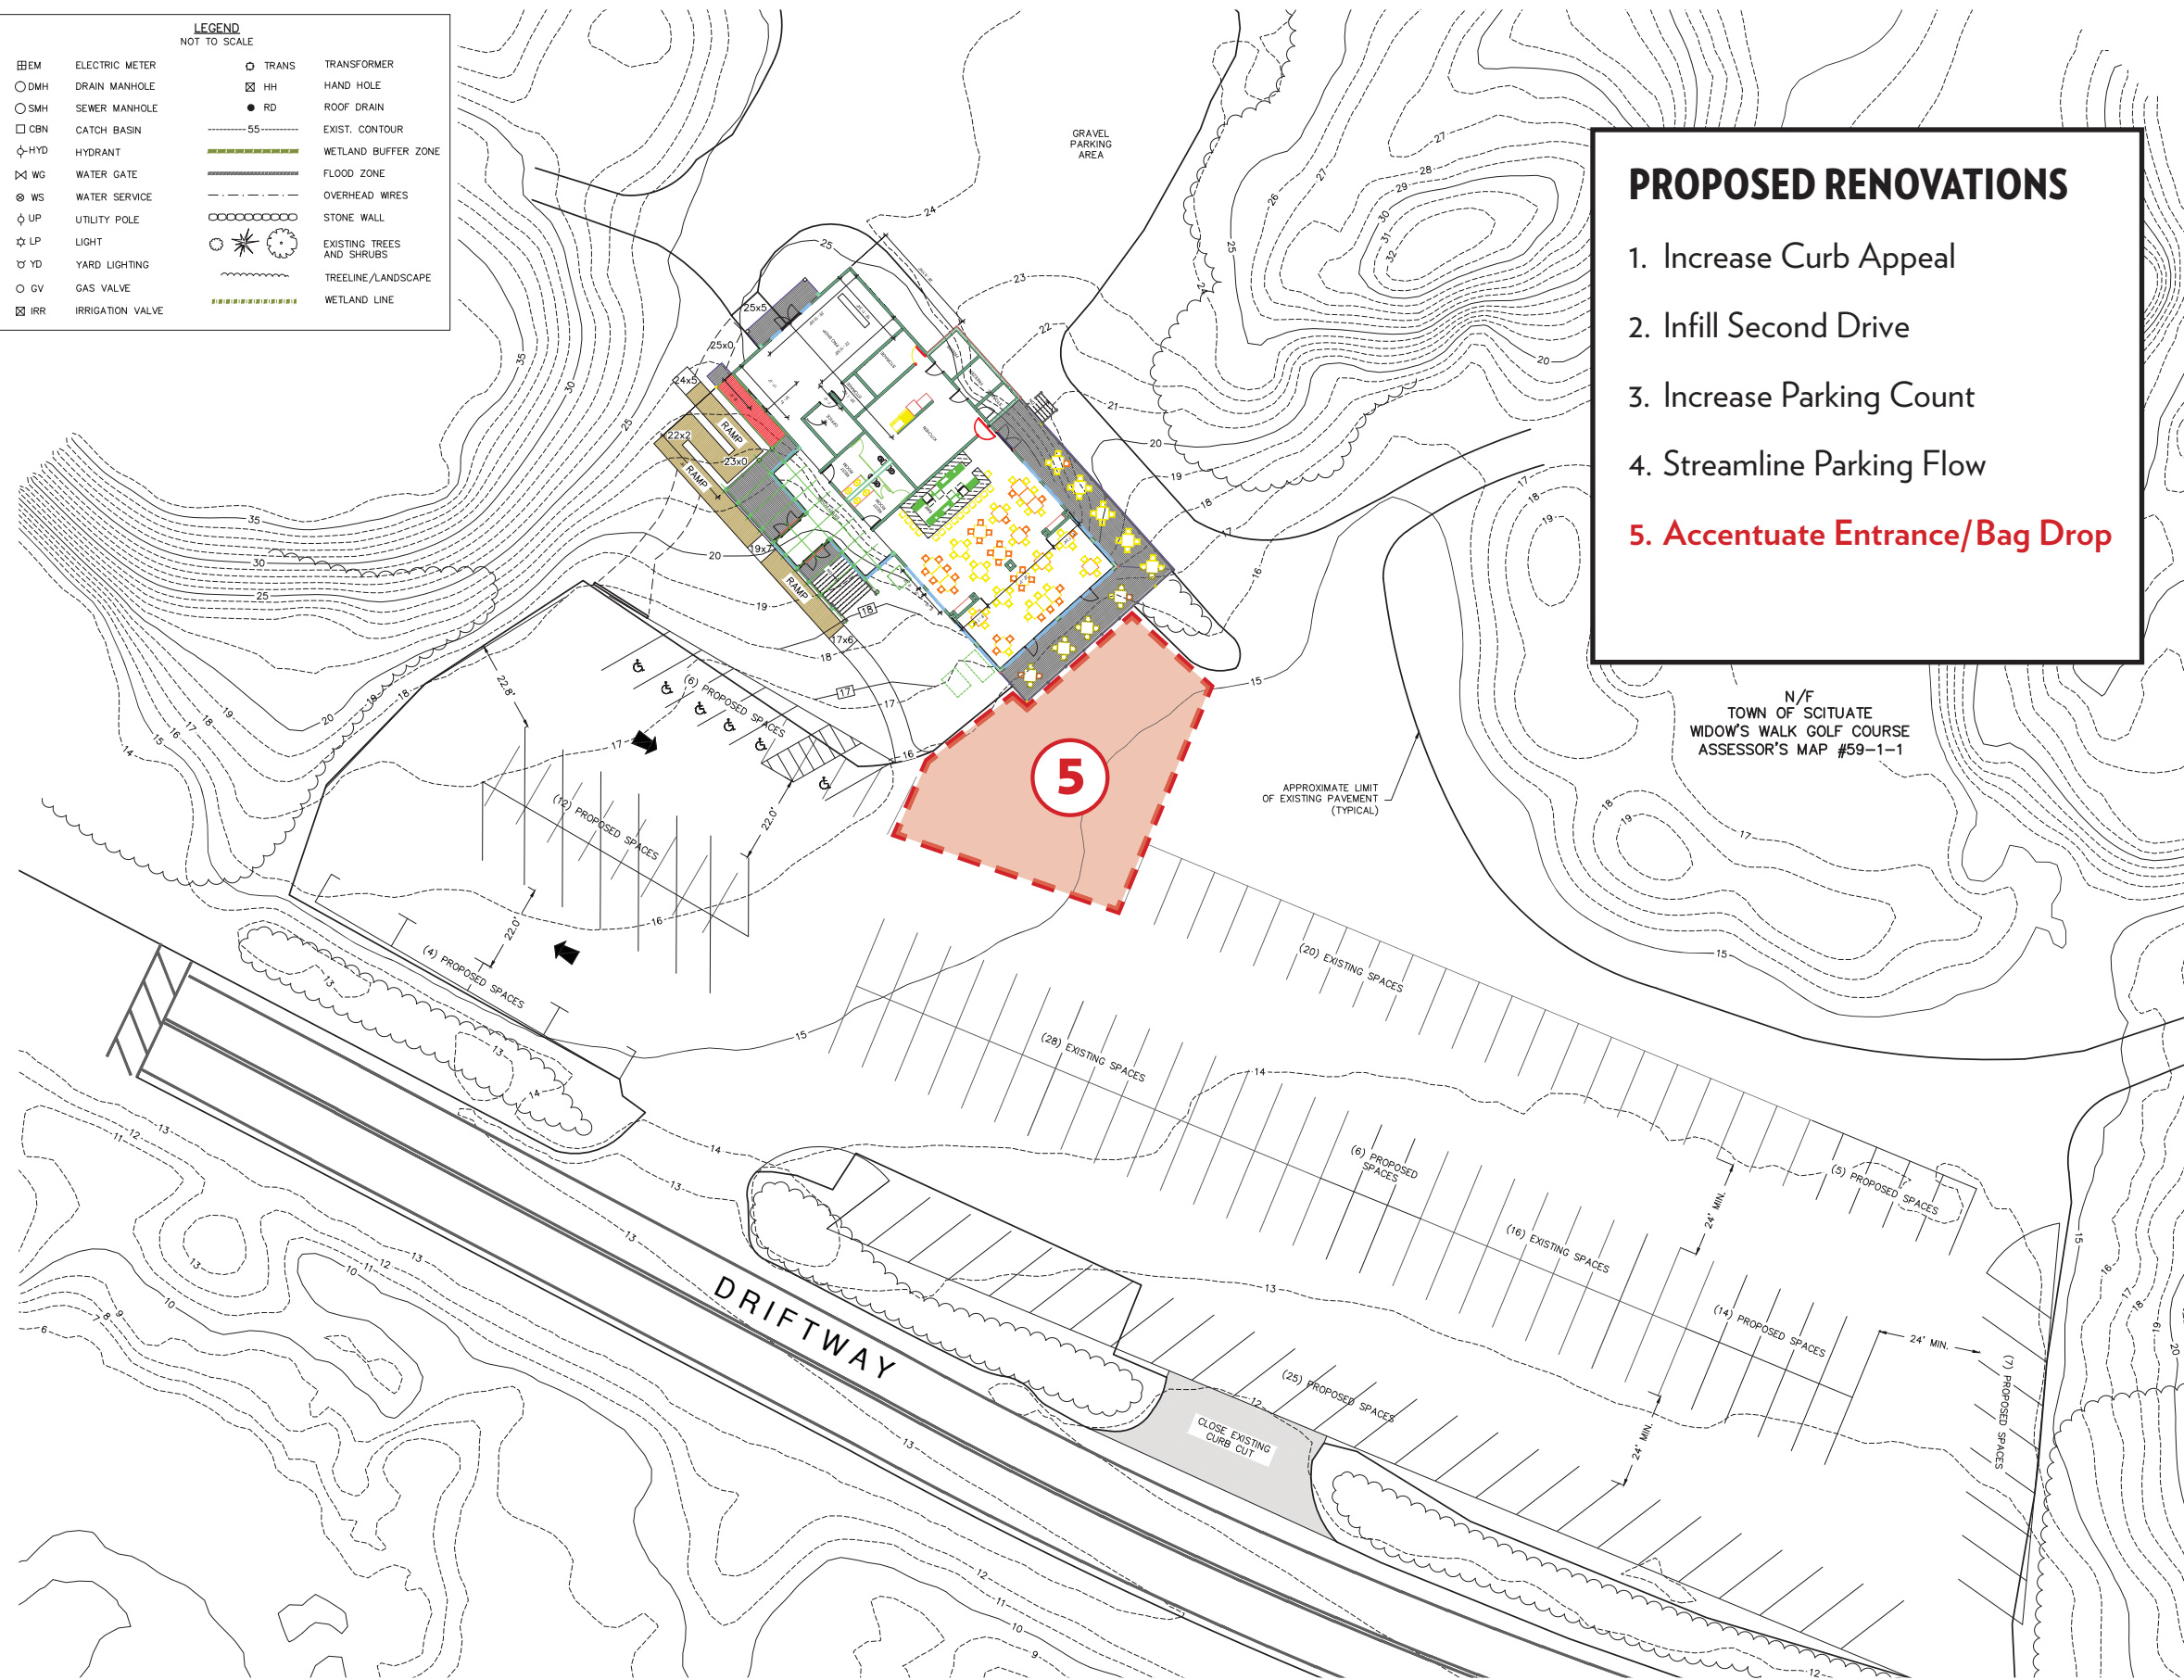 LEGEND
NOT TO SCALE
EM ELECTRIC METER
DMH DRAIN MANHOLE
SMH SEWER MANHOLE
CBN CATCH BASIN
HYD HYDRANT
WG WATER GATE
WS WATER SERVICE
UP UTILITY POLE
LP LIGHT
YD YARD LIGHTING
GV GAS VALVE
IRR IRRIGATION VALVE
TRANS TRANSFORMER
HH HAND HOLE
RD ROOF DRAIN
55 EXIST. CONTOUR
WETLAND BUFFER ZONE
FLOOD ZONE
OVERHEAD WIRES
STONE WALL
EXISTING TREES
AND SHRUBS
TREELINE/LANDSCAPE
WETLAND LINE
GRAVEL
PARKING
AREA
PROPOSED RENOVATIONS
1. Increase Curb Appeal
2. Infill Second Drive
3. Increase Parking Count
4. Streamline Parking Flow
5. Accentuate Entrance/Bag Drop
N/F
TOWN OF SCITUATE
WIDOW'S WALK GOLF COURSE
ASSESSOR'S MAP #59-1-1
25x5
25x0
24x5
22x2
23x0
19x7
17x6
RAMP
RAMP
RAMP
5
APPROXIMATE LIMIT
OF EXISTING PAVEMENT
(TYPICAL)
22.8'
(6) PROPOSED SPACES
(12) PROPOSED SPACES
22.0'
22.0'
(4) PROPOSED SPACES
(20) EXISTING SPACES
(28) EXISTING SPACES
(6) PROPOSED
SPACES
(5) PROPOSED SPACES
24' MIN.
(16) EXISTING SPACES
(14) PROPOSED SPACES
24' MIN.
(7) PROPOSED SPACES
(25) PROPOSED SPACES
24' MIN.
CLOSE EXISTING
CURB CUT
DRIFTWAY